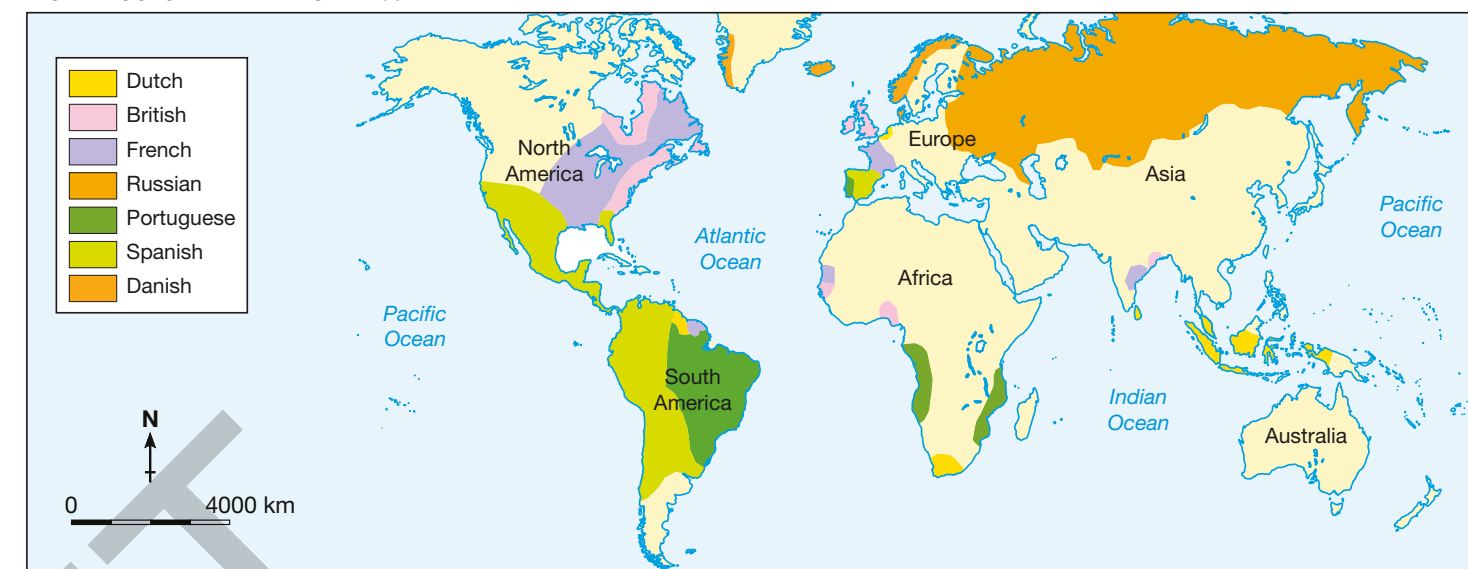 Dutch
British
French
Russian
Portuguese
Spanish
Danish
North
America
Europe
Asia
Pacific
Ocean
Atlantic
Ocean
Africa
Pacific
Ocean
South
America
Indian
Ocean
Australia
N
0 4000 km